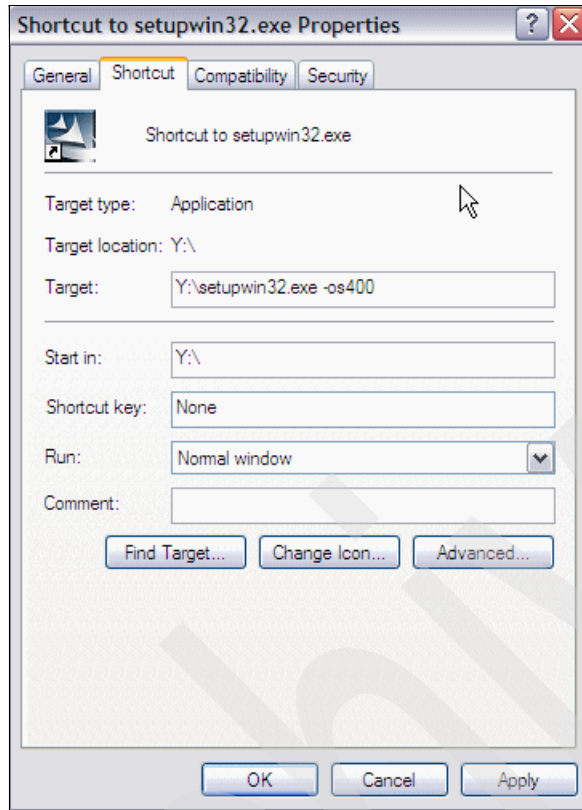 Shortcut to setupwin32.exe Properties
?
X
General Shortcut Compatibility Security
Shortcut to setupwin32.exe
Target type: Application
Target location: Y:\
Target: Y:\setupwin32.exe -os400
Start in: Y:\
Shortcut key: None
Run: Normal window
Comment:
Find Target... Change Icon... Advanced...
OK Cancel Apply